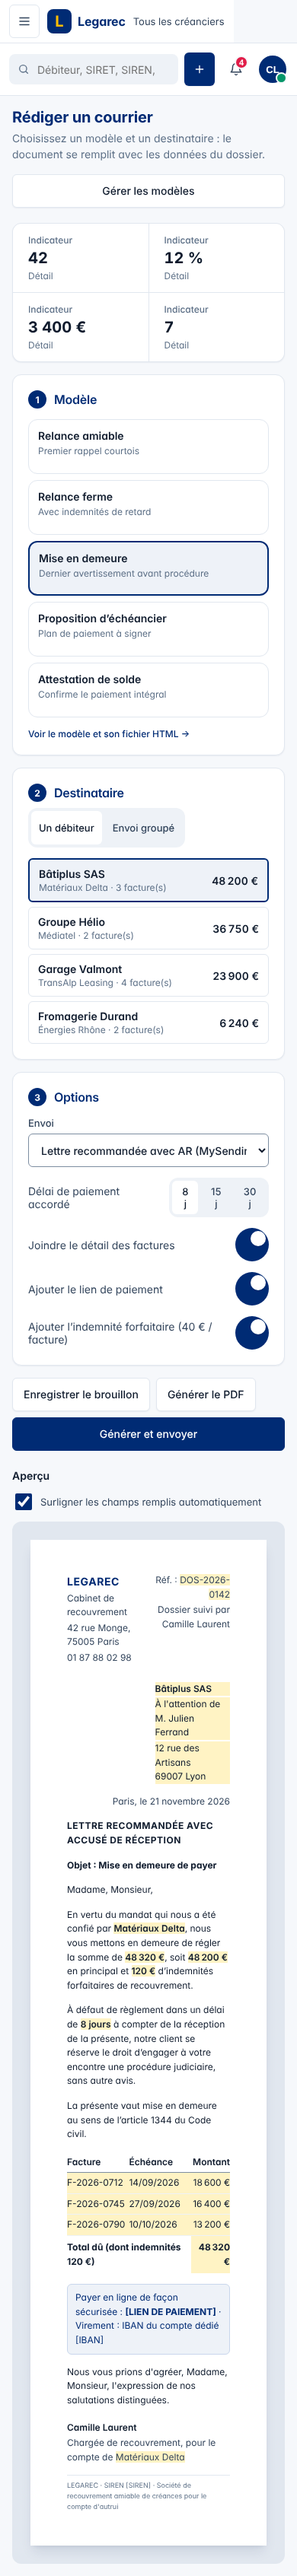 L Legarec Tous les créanciers
Débiteur, SIRET, SIREN,
+
4
CL
Rédiger un courrier
Choisissez un modèle et un destinataire : le
document se remplit avec les données du dossier.
Gérer les modèles
Indicateur
42
Détail
Indicateur
12 %
Détail
Indicateur
3 400 €
Détail
Indicateur
7
Détail
1 Modèle
Relance amiable
Premier rappel courtois
Relance ferme
Avec indemnités de retard
Mise en demeure
Dernier avertissement avant procédure
Proposition d'échéancier
Plan de paiement à signer
Attestation de solde
Confirme le paiement intégral
Voir le modèle et son fichier HTML →
2 Destinataire
Un débiteur Envoi groupé
Bâtiplus SAS
Matériaux Delta · 3 facture(s)
48 200 €
Groupe Hélio
Médiatel · 2 facture(s)
36 750 €
Garage Valmont
TransAlp Leasing · 4 facture(s)
23 900 €
Fromagerie Durand
Énergies Rhône · 2 facture(s)
6 240 €
3 Options
Envoi
Lettre recommandée avec AR (MySendin
Délai de paiement
accordé
8
j
15
j
30
j
Joindre le détail des factures
Ajouter le lien de paiement
Ajouter l'indemnité forfaitaire (40 € /
facture)
Enregistrer le brouillon Générer le PDF
Générer et envoyer
Aperçu
Surligner les champs remplis automatiquement
LEGAREC
Cabinet de
recouvrement
42 rue Monge,
75005 Paris
01 87 88 02 98
Réf. : DOS-2026-
0142
Dossier suivi par
Camille Laurent
Bâtiplus SAS
À l'attention de
M. Julien
Ferrand
12 rue des
Artisans
69007 Lyon
Paris, le 21 novembre 2026
LETTRE RECOMMANDÉE AVEC
ACCUSÉ DE RÉCEPTION
Objet : Mise en demeure de payer
Madame, Monsieur,
En vertu du mandat qui nous a été
confié par Matériaux Delta, nous
vous mettons en demeure de régler
la somme de 48 320 €, soit 48 200 €
en principal et 120 € d'indemnités
forfaitaires de recouvrement.
À défaut de règlement dans un délai
de 8 jours à compter de la réception
de la présente, notre client se
réserve le droit d'engager à votre
encontre une procédure judiciaire,
sans autre avis.
La présente vaut mise en demeure
au sens de l'article 1344 du Code
civil.
Facture Échéance Montant
F-2026-0712 14/09/2026 18 600 €
F-2026-0745 27/09/2026 16 400 €
F-2026-0790 10/10/2026 13 200 €
Total dû (dont indemnités
120 €)
48 320
€
Payer en ligne de façon
sécurisée : [LIEN DE PAIEMENT] ·
Virement : IBAN du compte dédié
[IBAN]
Nous vous prions d'agréer, Madame,
Monsieur, l'expression de nos
salutations distinguées.
Camille Laurent
Chargée de recouvrement, pour le
compte de Matériaux Delta
LEGAREC · SIREN [SIREN] · Société de
recouvrement amiable de créances pour le
compte d'autrui